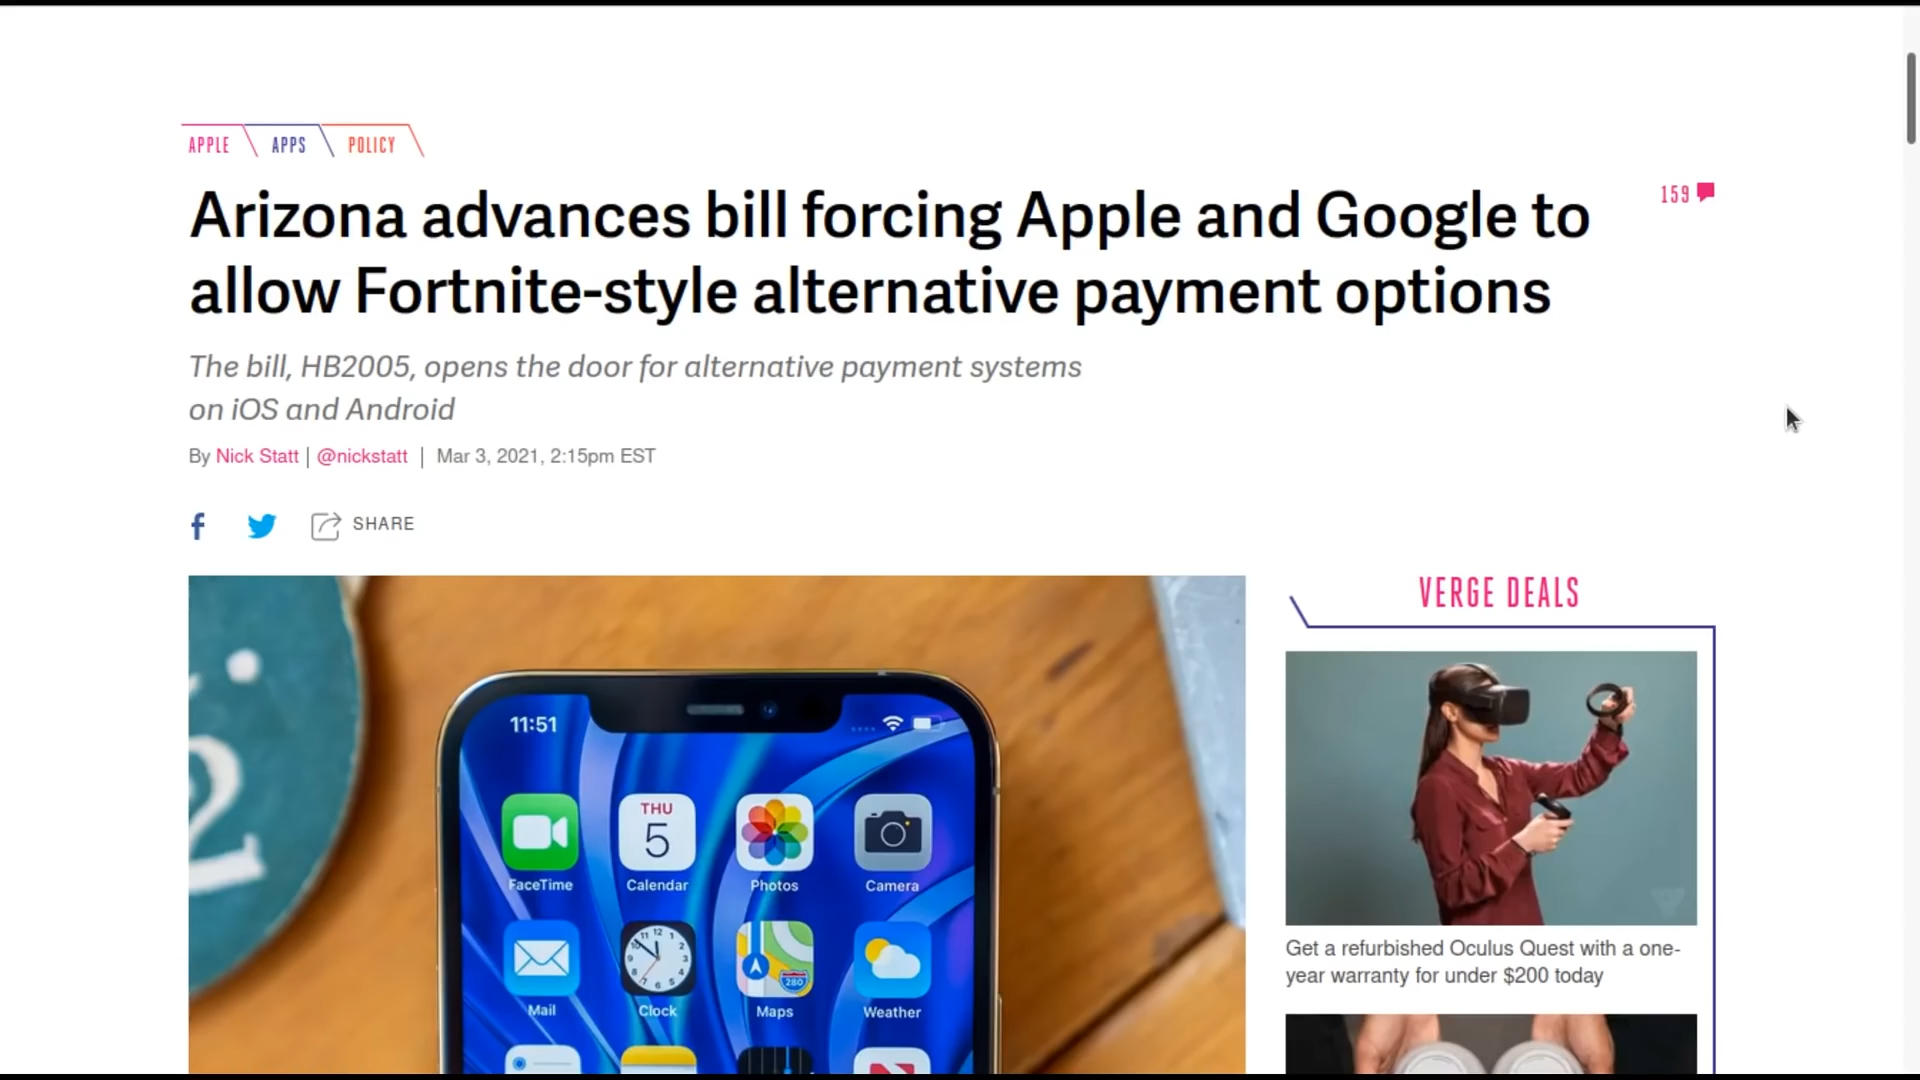 APPLE APPS POLICY
Arizona advances bill forcing Apple and Google to
allow Fortnite-style alternative payment options
159
The bill, HB2005, opens the door for alternative payment systems
on iOS and Android
By Nick Statt | @nickstatt | Mar 3, 2021, 2:15pm EST
f SHARE
VERGE DEALS
2
11:51
THU
5
FaceTime Calendar Photos Camera
280
Mail Clock Maps Weather
Get a refurbished Oculus Quest with a one-
year warranty for under $200 today